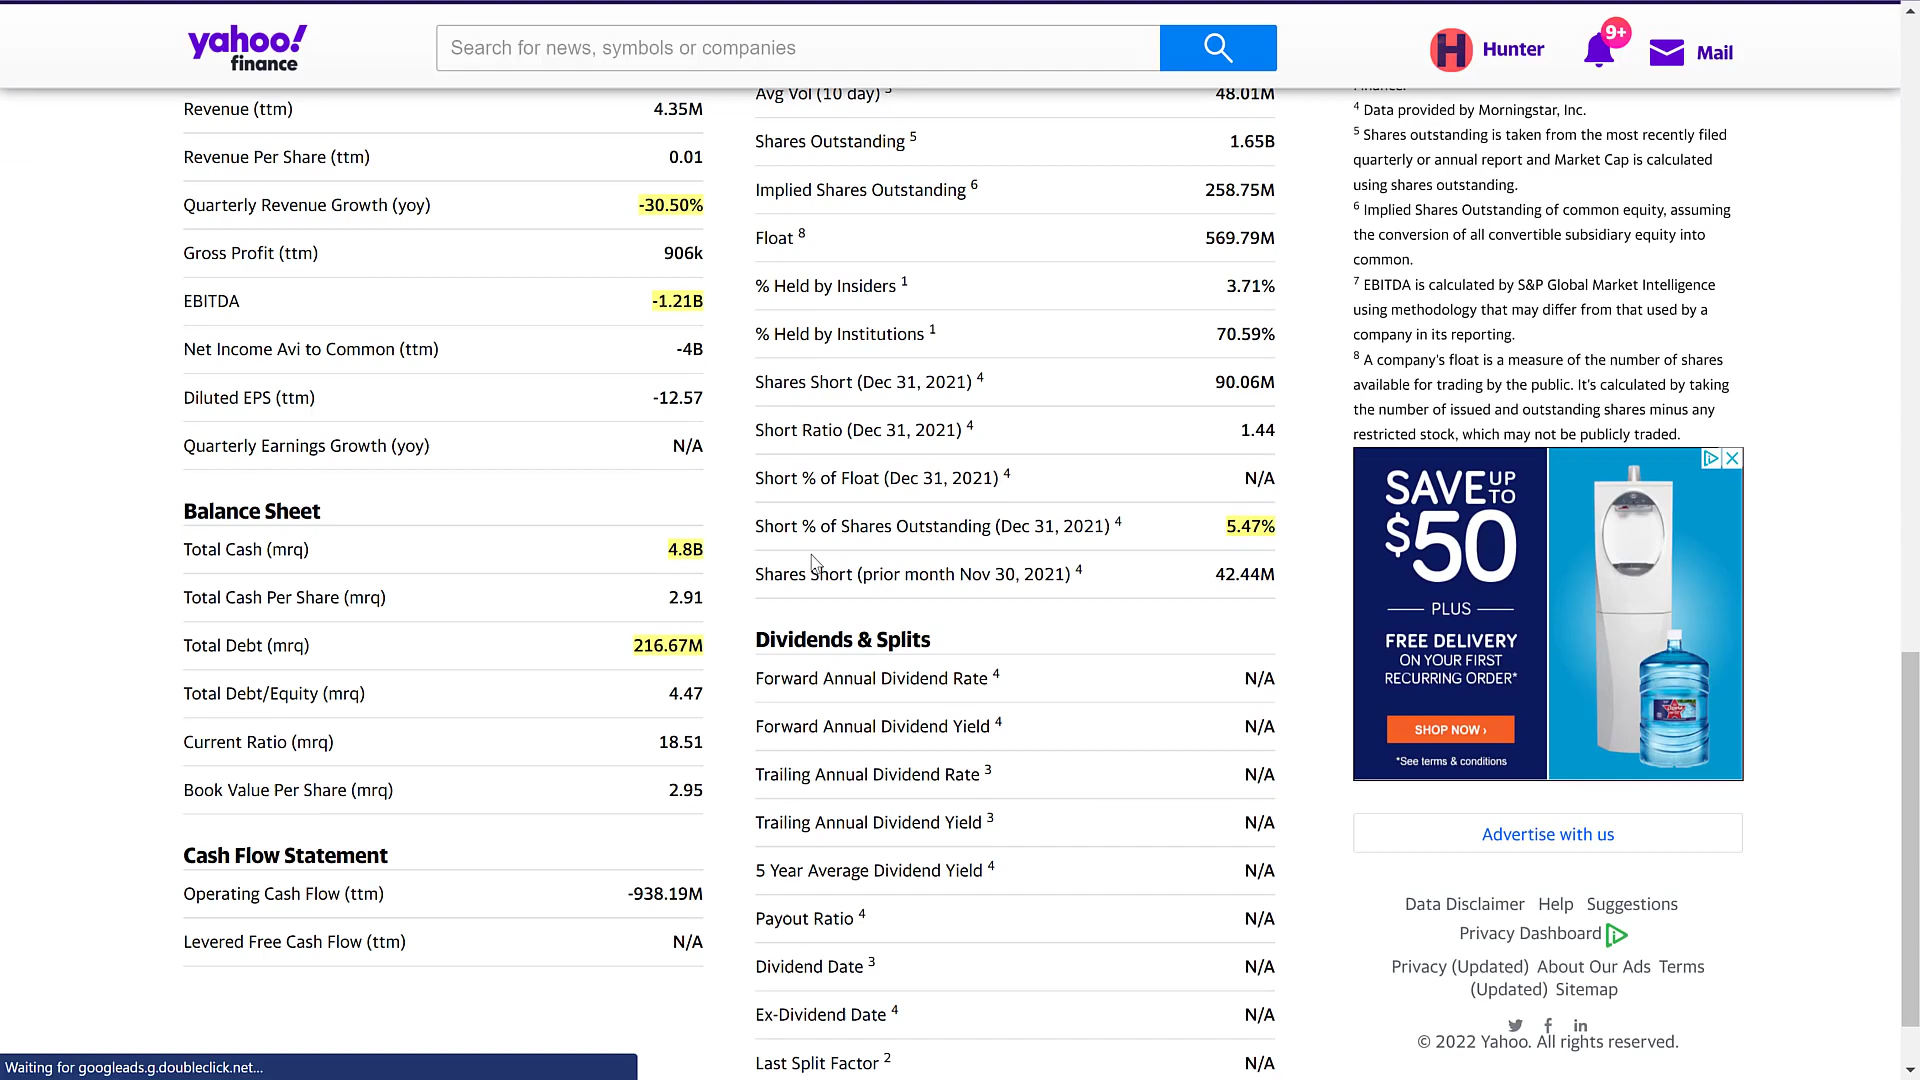 yahoo!
finance
Search for news, symbols or companies
H Hunter
9+
Mail
Revenue (ttm) 4.35M
Revenue Per Share (ttm) 0.01
Quarterly Revenue Growth (yoy) -30.50%
Gross Profit (ttm) 906k
EBITDA -1.21B
Net Income Avi to Common (ttm) -4B
Diluted EPS (ttm) -12.57
Quarterly Earnings Growth (yoy) N/A
Balance Sheet
Total Cash (mrq) 4.8B
Total Cash Per Share (mrq) 2.91
Total Debt (mrq) 216.67M
Total Debt/Equity (mrq) 4.47
Current Ratio (mrq) 18.51
Book Value Per Share (mrq) 2.95
Cash Flow Statement
Operating Cash Flow (ttm) -938.19M
Levered Free Cash Flow (ttm) N/A
Avg Vol (10 day) 3 48.01M
Shares Outstanding 5 1.65B
Implied Shares Outstanding 6 258.75M
Float 8 569.79M
% Held by Insiders 1 3.71%
% Held by Institutions 1 70.59%
Shares Short (Dec 31, 2021) 4 90.06M
Short Ratio (Dec 31, 2021) 4 1.44
Short % of Float (Dec 31, 2021) 4 N/A
Short % of Shares Outstanding (Dec 31, 2021) 4 5.47%
Shares Short (prior month Nov 30, 2021) 4 42.44M
Dividends & Splits
Forward Annual Dividend Rate 4 N/A
Forward Annual Dividend Yield 4 N/A
Trailing Annual Dividend Rate 3 N/A
Trailing Annual Dividend Yield 3 N/A
5 Year Average Dividend Yield 4 N/A
Payout Ratio 4 N/A
Dividend Date 3 N/A
Ex-Dividend Date 4 N/A
Last Split Factor 2 N/A
Finance.
4 Data provided by Morningstar, Inc.
5 Shares outstanding is taken from the most recently filed
quarterly or annual report and Market Cap is calculated
using shares outstanding.
6 Implied Shares Outstanding of common equity, assuming
the conversion of all convertible subsidiary equity into
common.
7 EBITDA is calculated by S&P Global Market Intelligence
using methodology that may differ from that used by a
company in its reporting.
8 A company's float is a measure of the number of shares
available for trading by the public. It's calculated by taking
the number of issued and outstanding shares minus any
restricted stock, which may not be publicly traded.
SAVE UP TO
$50
PLUS
FREE DELIVERY
ON YOUR FIRST
RECURRING ORDER*
SHOP NOW ›
*See terms & conditions
Advertise with us
Data Disclaimer Help Suggestions
Privacy Dashboard
Privacy (Updated) About Our Ads Terms
(Updated) Sitemap
© 2022 Yahoo. All rights reserved.
Waiting for googleads.g.doubleclick.net...